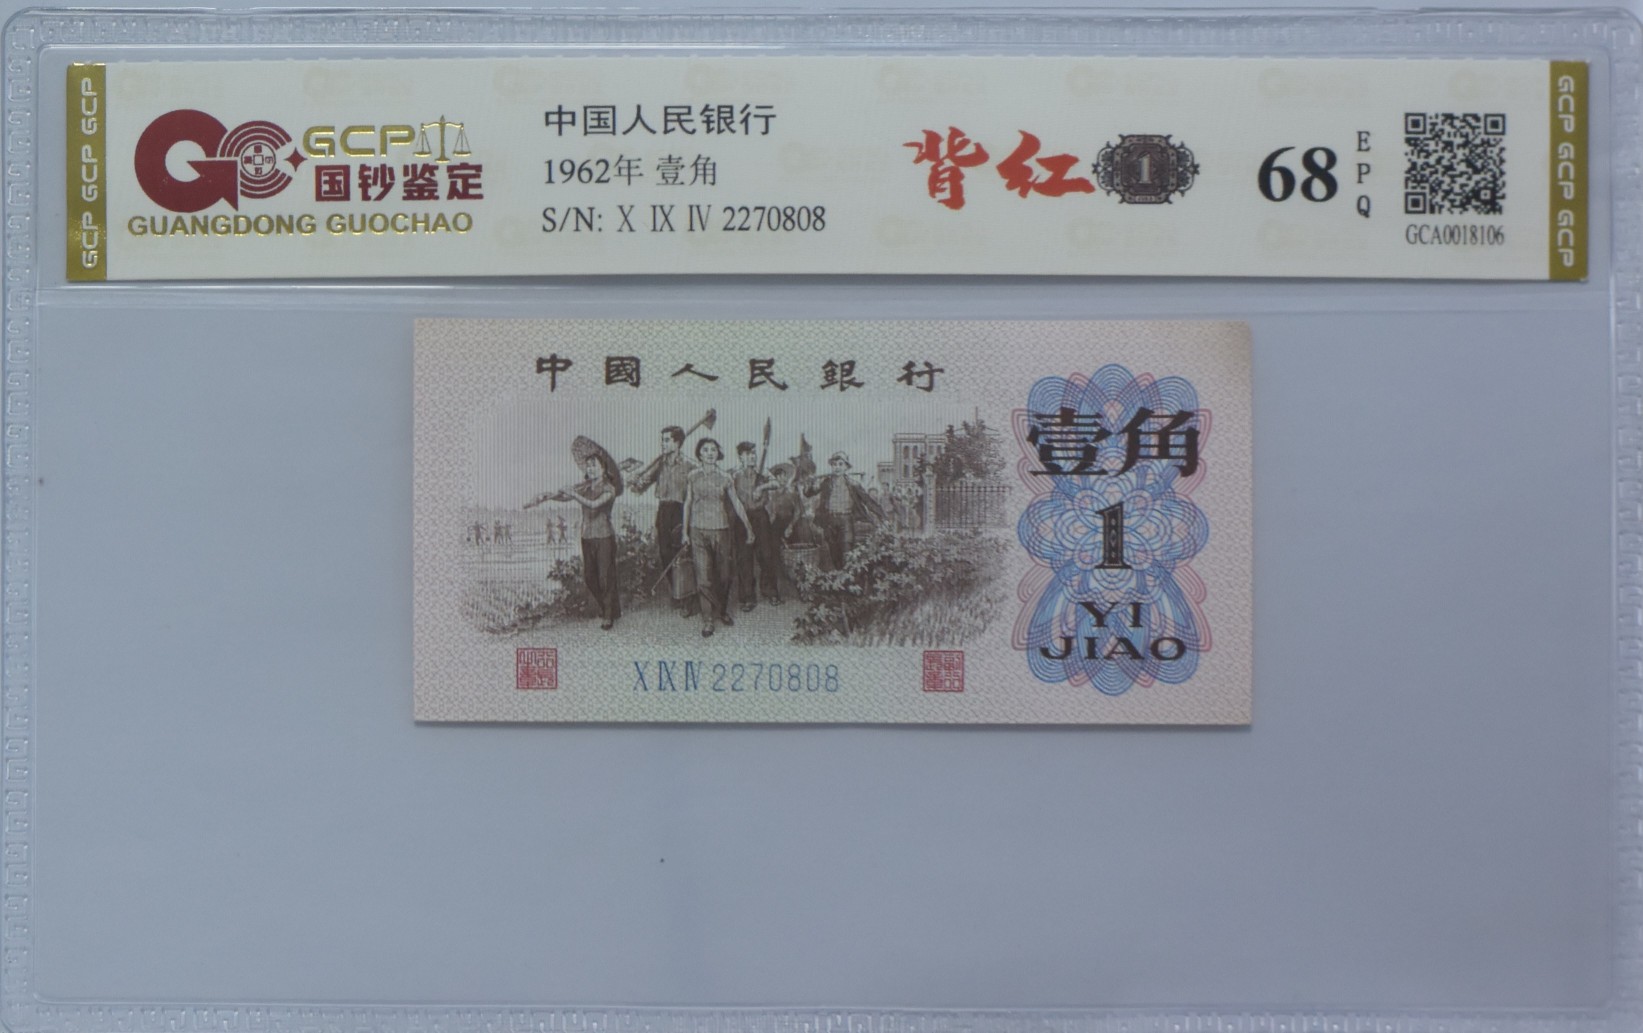 GCP GCP GCP
GCP
国钞鉴定
GUANGDONG GUOCHAO
中国人民银行
1962年 壹角
S/N: X IX IV 2270808
背红
1
68
EPQ
GCA0018106
GCP GCP GCP
中國人民銀行
壹角
1
YI
JIAO
X IX IV 2270808